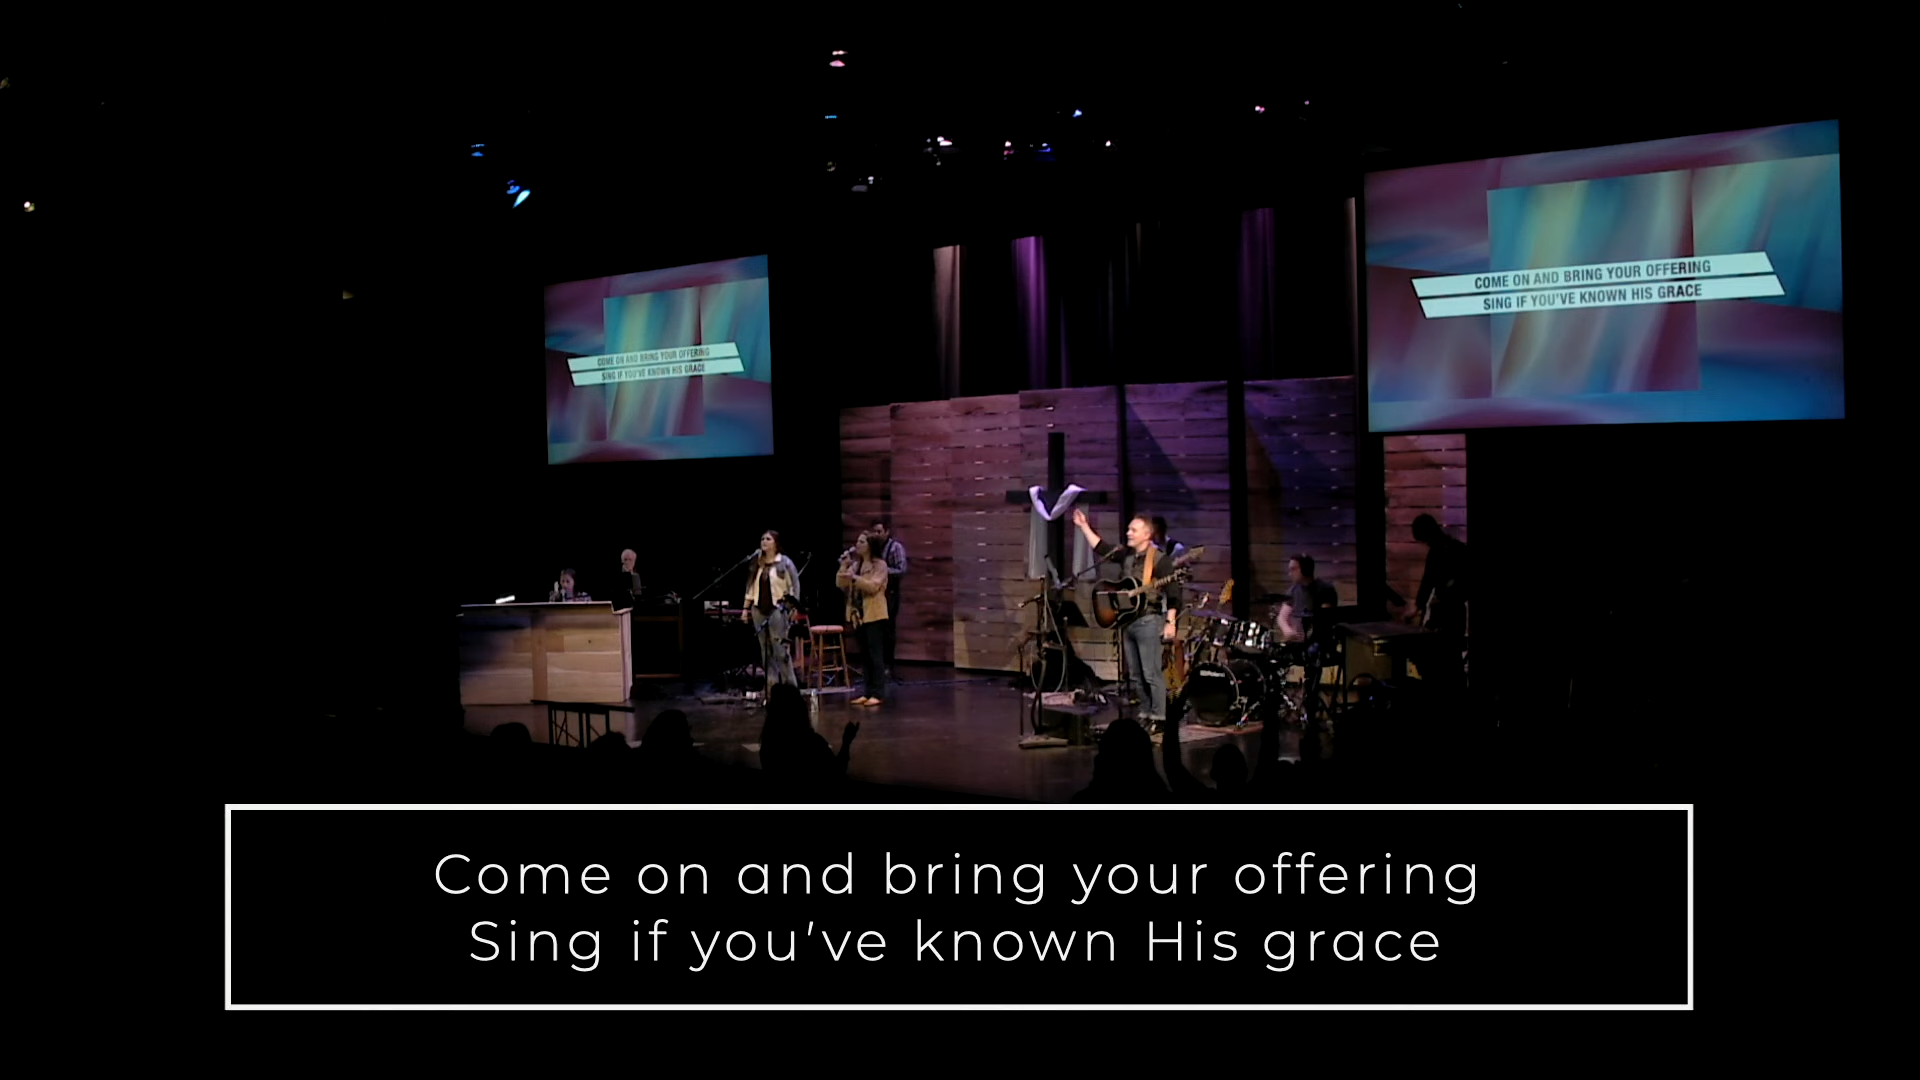 COME ON AND BRING YOUR OFFERING
SING IF YOU'VE KNOWN HIS GRACE
COME ON AND BRING YOUR OFFERING
SING IF YOU'VE KNOWN HIS GRACE
Roland
Come on and bring your offering
Sing if you've known His grace